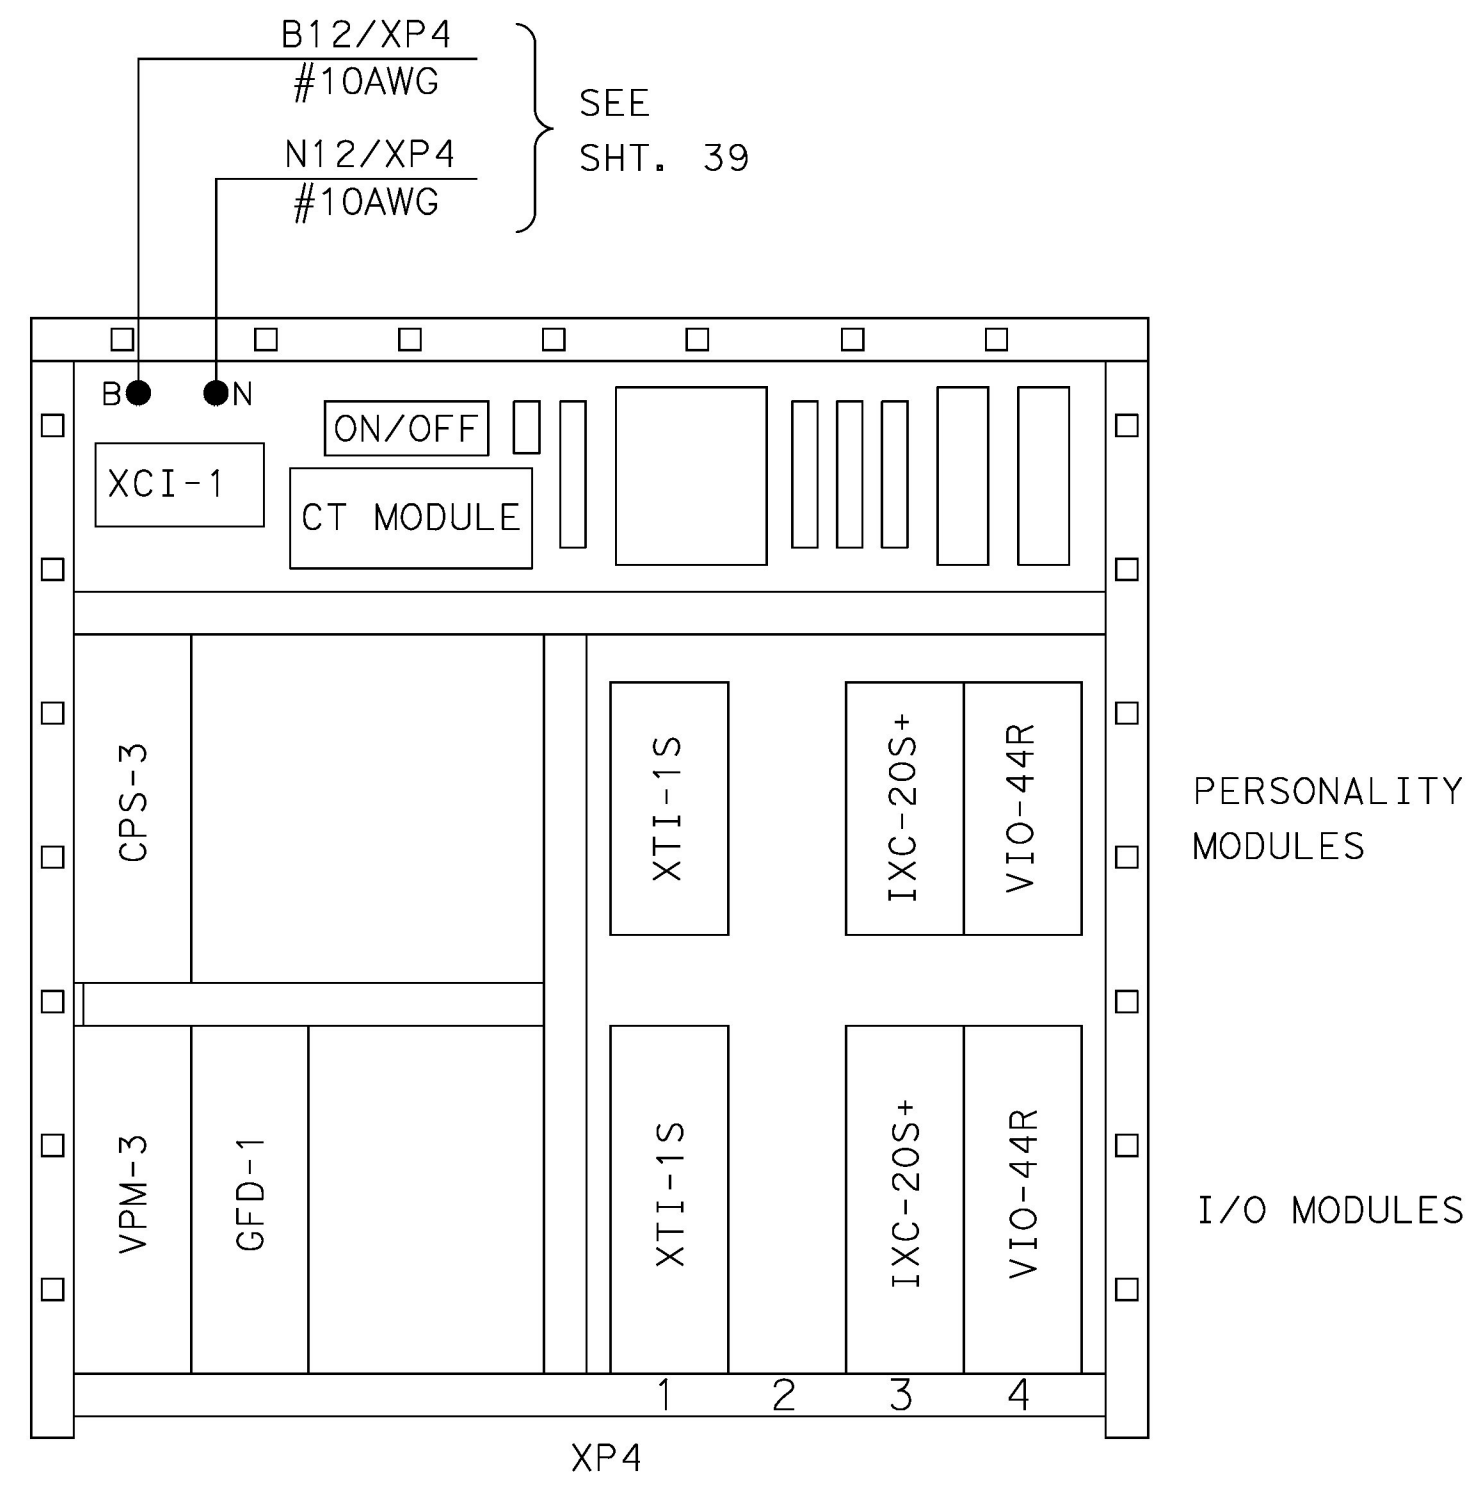 B12/XP4
#10AWG
N12/XP4
#10AWG
SEE
SHT. 39
B
N
ON/OFF
XCI-1
CT MODULE
CPS-3
XTI-1S
IXC-20S+
VIO-44R
PERSONALITY
MODULES
VPM-3
GFD-1
XTI-1S
IXC-20S+
VIO-44R
I/O MODULES
1 2 3 4
XP4